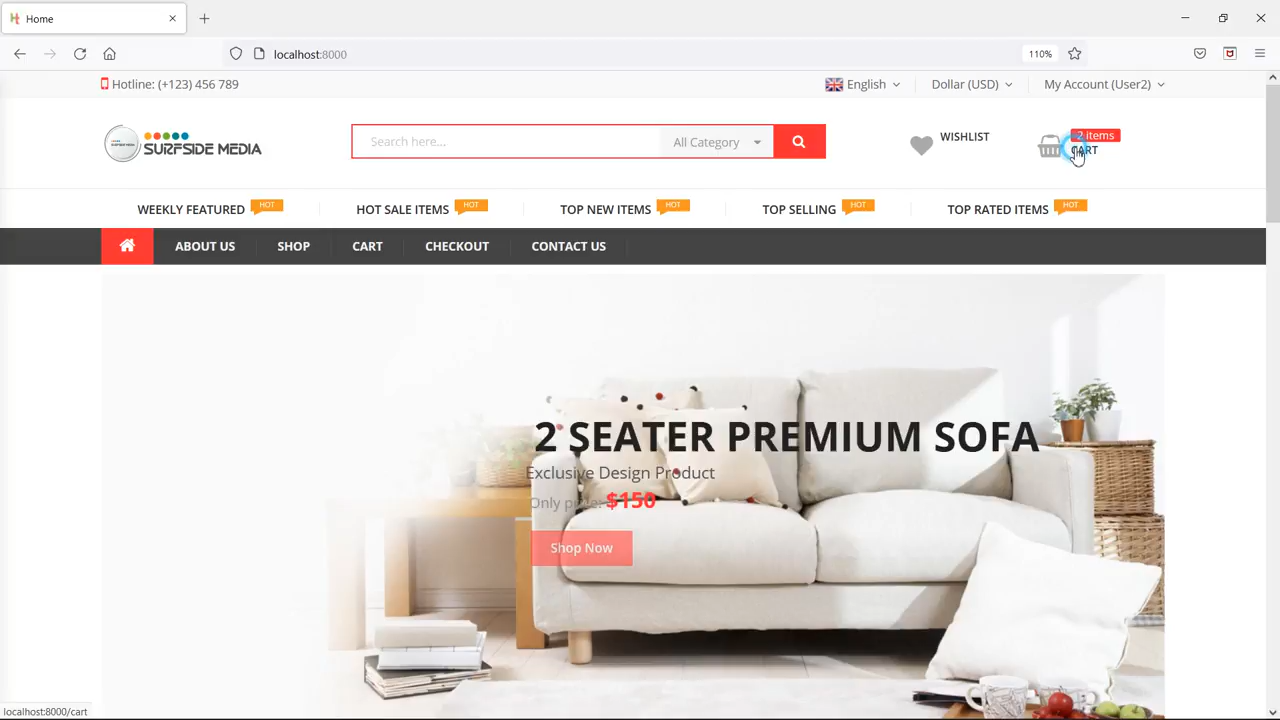 Home
localhost:8000
110%
Hotline: (+123) 456 789
English
Dollar (USD)
My Account (User2)
SURFSIDE MEDIA
Search here...
All Category
WISHLIST
2 items
CART
WEEKLY FEATURED HOT
HOT SALE ITEMS HOT
TOP NEW ITEMS HOT
TOP SELLING HOT
TOP RATED ITEMS HOT
ABOUT US
SHOP
CART
CHECKOUT
CONTACT US
2 SEATER PREMIUM SOFA
Exclusive Design Product
Only price: $150
Shop Now
localhost:8000/cart